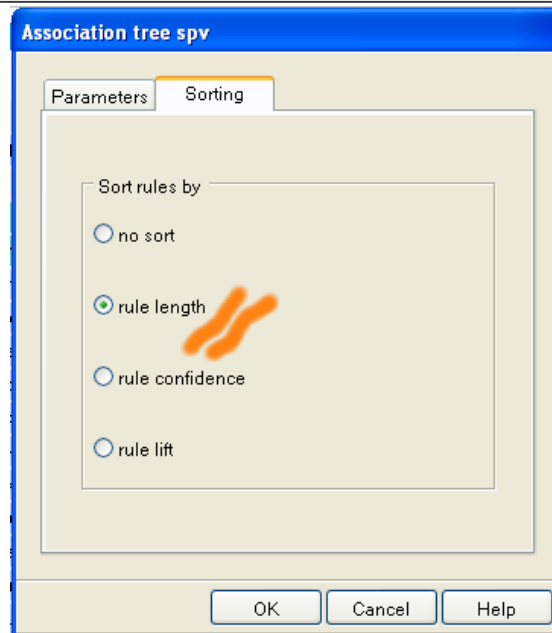 Association tree spv
Parameters Sorting
Sort rules by
no sort
rule length
rule confidence
rule lift
OK Cancel Help